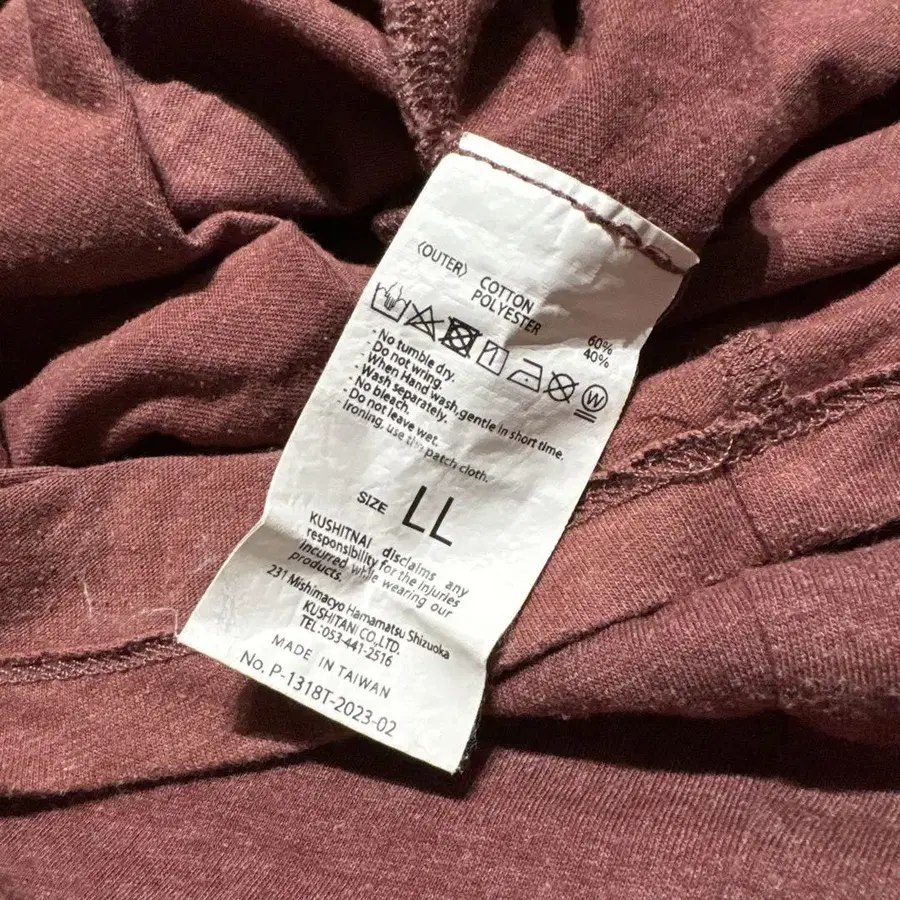 〈OUTER〉 COTTON 60%
POLYESTER 40%
W
· No tumble dry.
· Do not wring.
· When Hand wash,gentle in short time.
· Wash separately.
· No bleach.
· Do not leave wet.
· Ironing, use thin patch cloth.
SIZE LL
KUSHITNAI disclaims any
responsibility for the injuries
incurred while wearing our
products.
231 Mishimacyo Hamamatsu Shizuoka
KUSHITANI CO.,LTD.
TEL:053-441-2516
MADE IN TAIWAN
No. P-1318T-2023-02